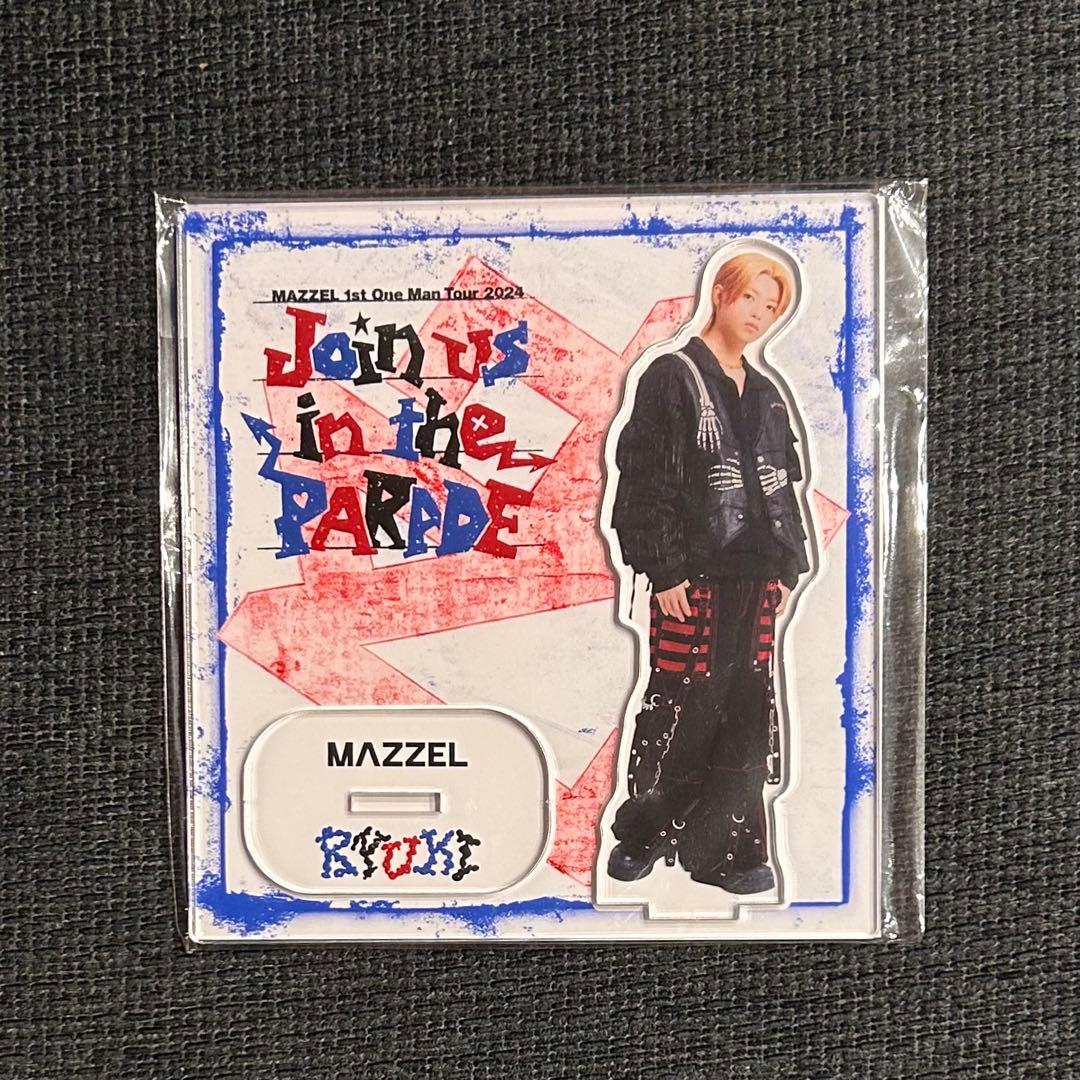 MAZZEL 1st One Man Tour 2024
Join us
in the
PARADE
MAZZEL
RYUKI